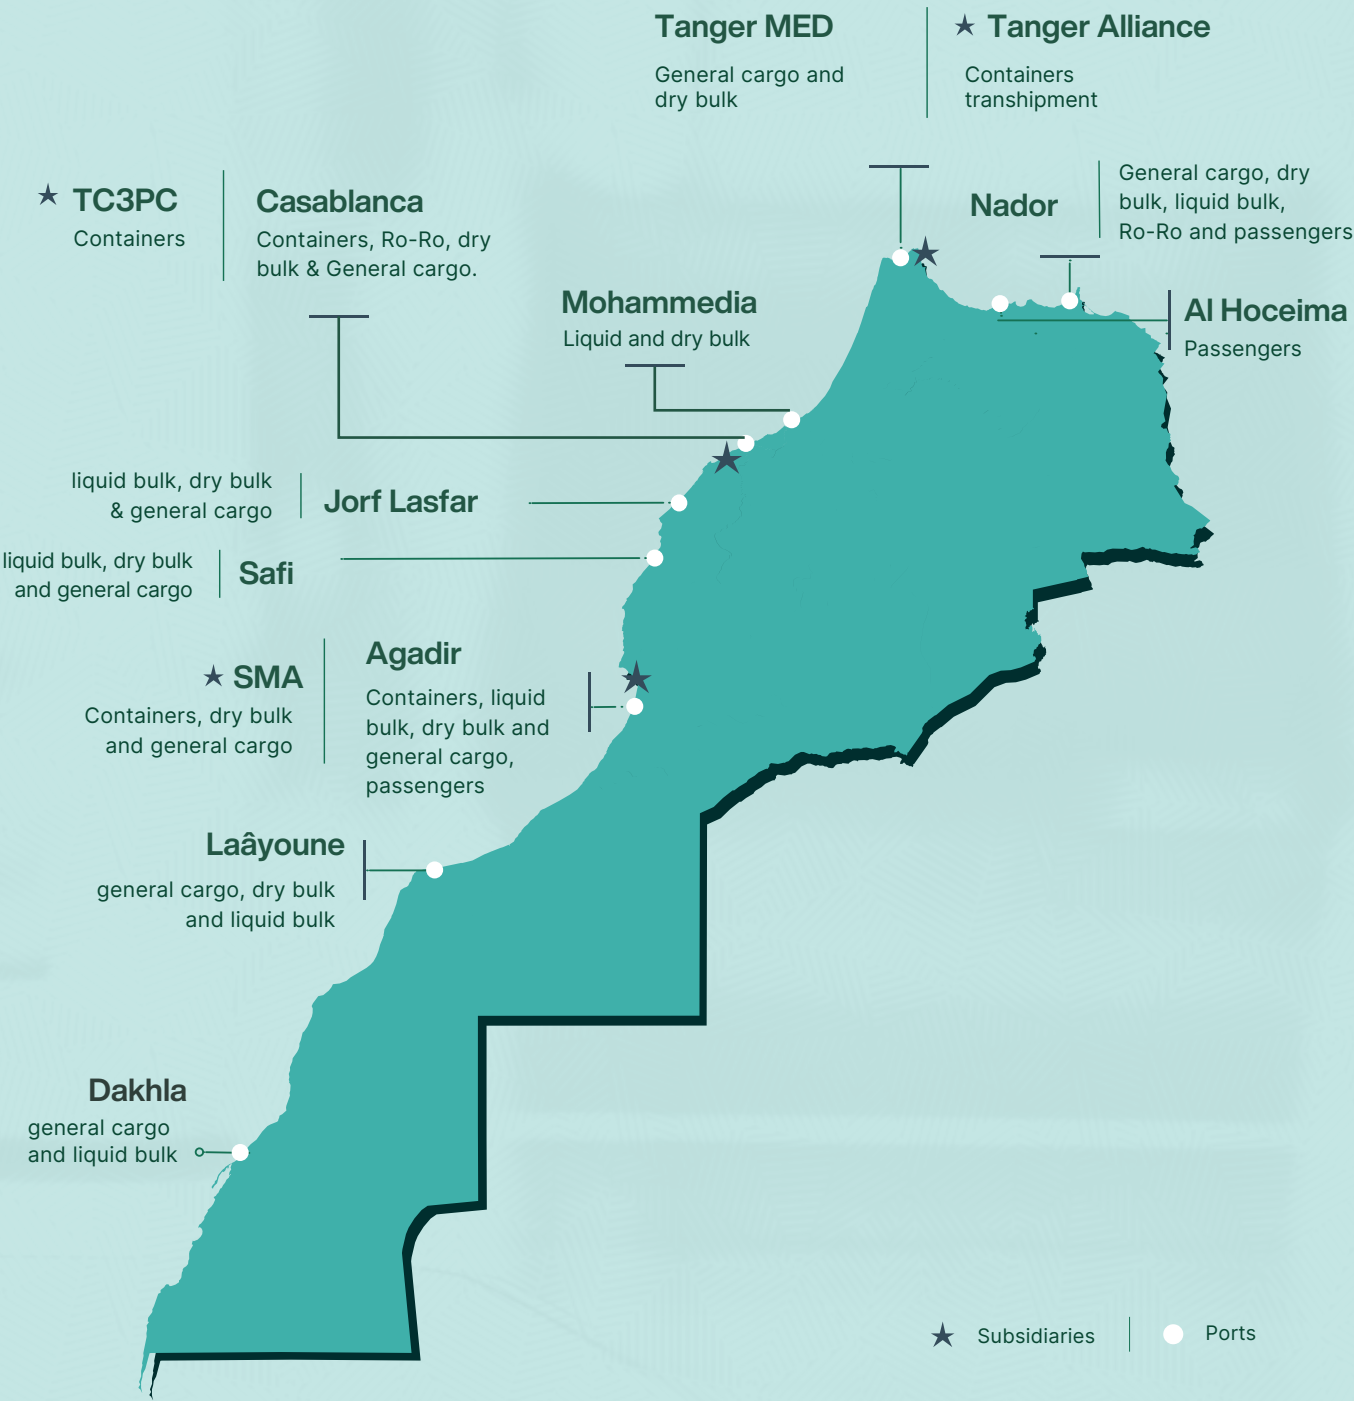 Tanger MED
General cargo and
dry bulk
Tanger Alliance
Containers
transhipment
TC3PC
Containers
Casablanca
Containers, Ro-Ro, dry
bulk & General cargo.
Nador
General cargo, dry
bulk, liquid bulk,
Ro-Ro and passengers
Mohammedia
Liquid and dry bulk
Al Hoceima
Passengers
liquid bulk, dry bulk
& general cargo
Jorf Lasfar
liquid bulk, dry bulk
and general cargo
Safi
SMA
Containers, dry bulk
and general cargo
Agadir
Containers, liquid
bulk, dry bulk and
general cargo,
passengers
Laâyoune
general cargo, dry bulk
and liquid bulk
Dakhla
general cargo
and liquid bulk
Subsidiaries
Ports